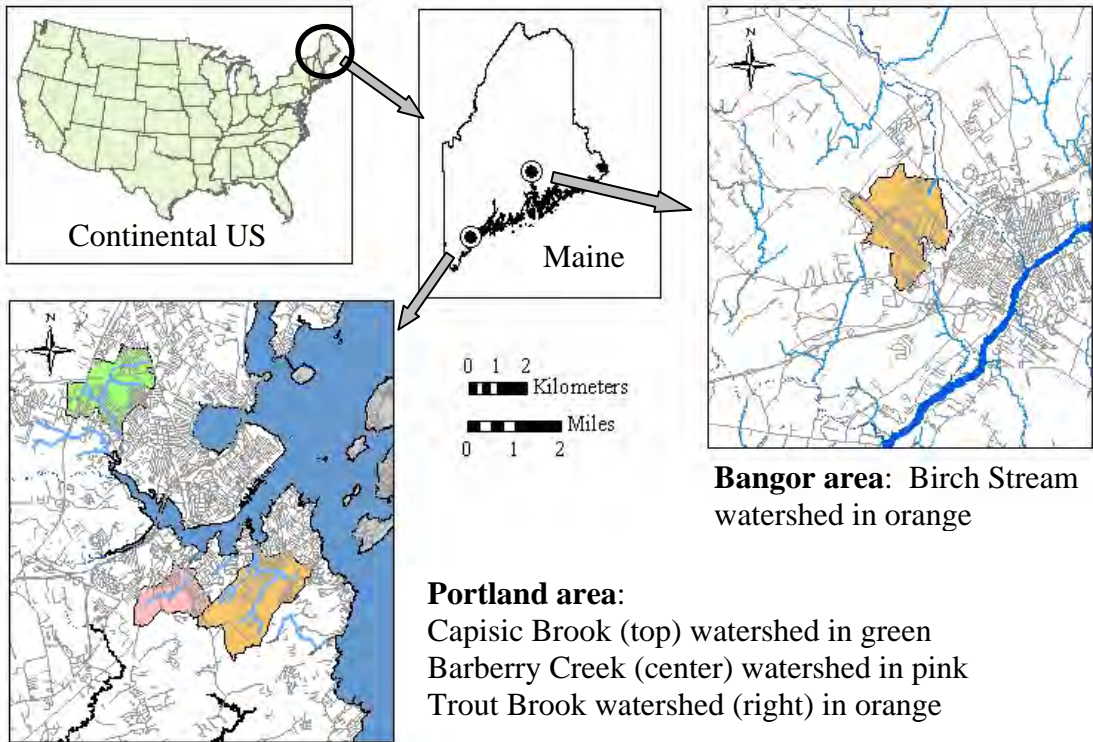 Continental US
Maine
0 1 2
Kilometers
Miles
0 1 2
Bangor area: Birch Stream
watershed in orange
Portland area:
Capisic Brook (top) watershed in green
Barberry Creek (center) watershed in pink
Trout Brook watershed (right) in orange